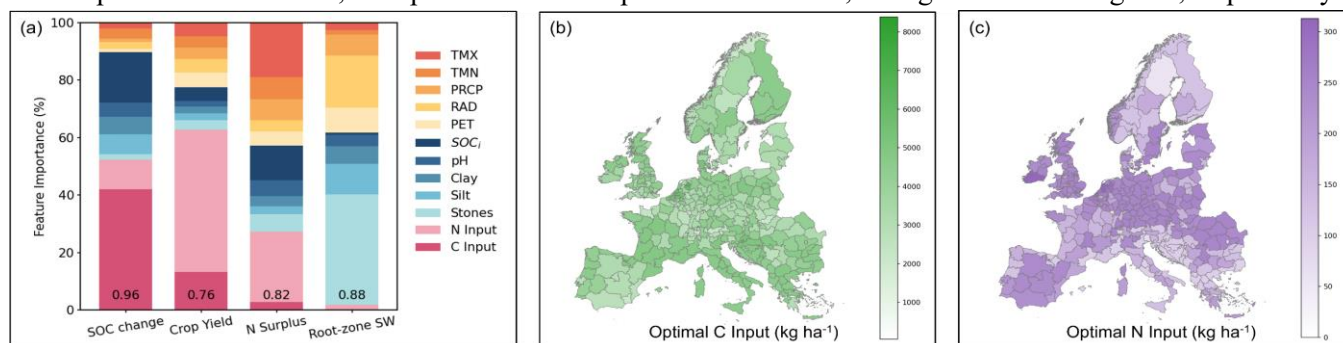 (a)
100
80
60
40
20
0
Feature Importance (%)
0.96 0.76 0.82 0.88
SOC change Crop Yield N Surplus Root-zone SW
TMX
TMN
PRCP
RAD
PET
SOCi
pH
Clay
Silt
Stones
N Input
C Input
(b)
8000
7000
6000
5000
4000
3000
2000
1000
Optimal C Input (kg ha⁻¹)
(c)
300
250
200
150
100
50
0
Optimal N Input (kg ha⁻¹)